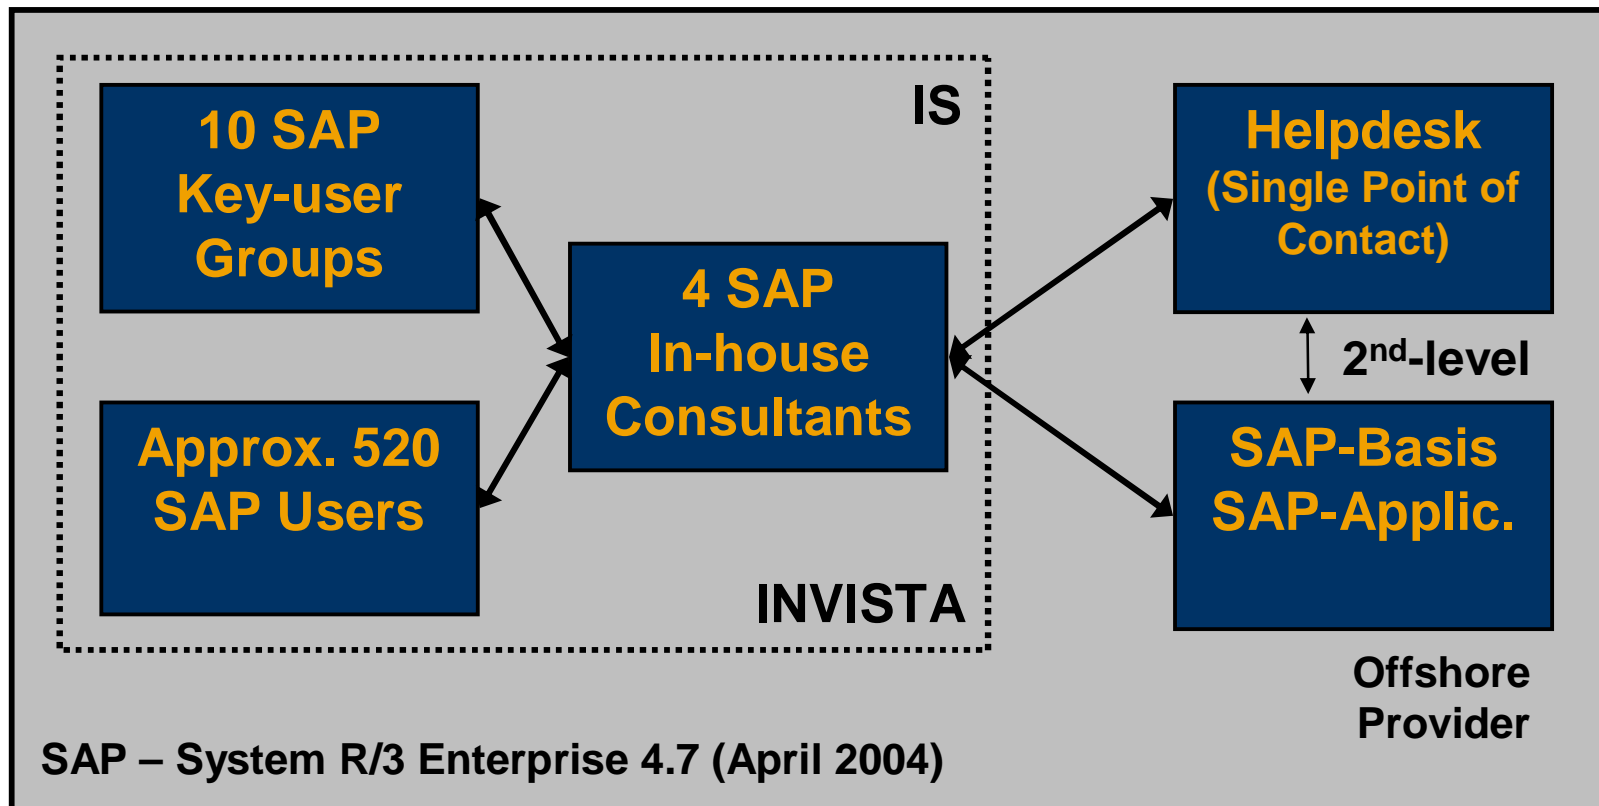 10 SAP
Key-user
Groups
IS
Helpdesk
(Single Point of
Contact)
4 SAP
In-house
Consultants
2nd-level
Approx. 520
SAP Users
SAP-Basis
SAP-Applic.
INVISTA
Offshore
Provider
SAP – System R/3 Enterprise 4.7 (April 2004)